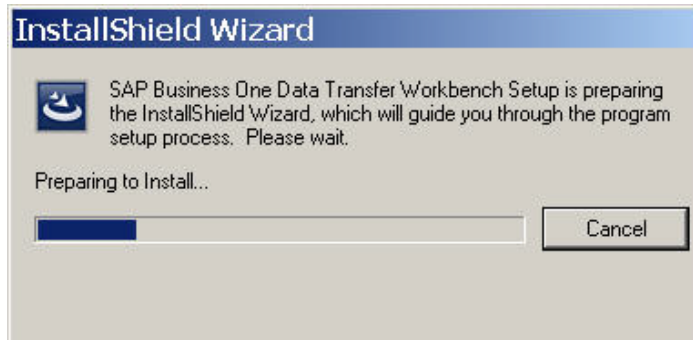 InstallShield Wizard
SAP Business One Data Transfer Workbench Setup is preparing
the InstallShield Wizard, which will guide you through the program
setup process. Please wait.
Preparing to Install...
Cancel